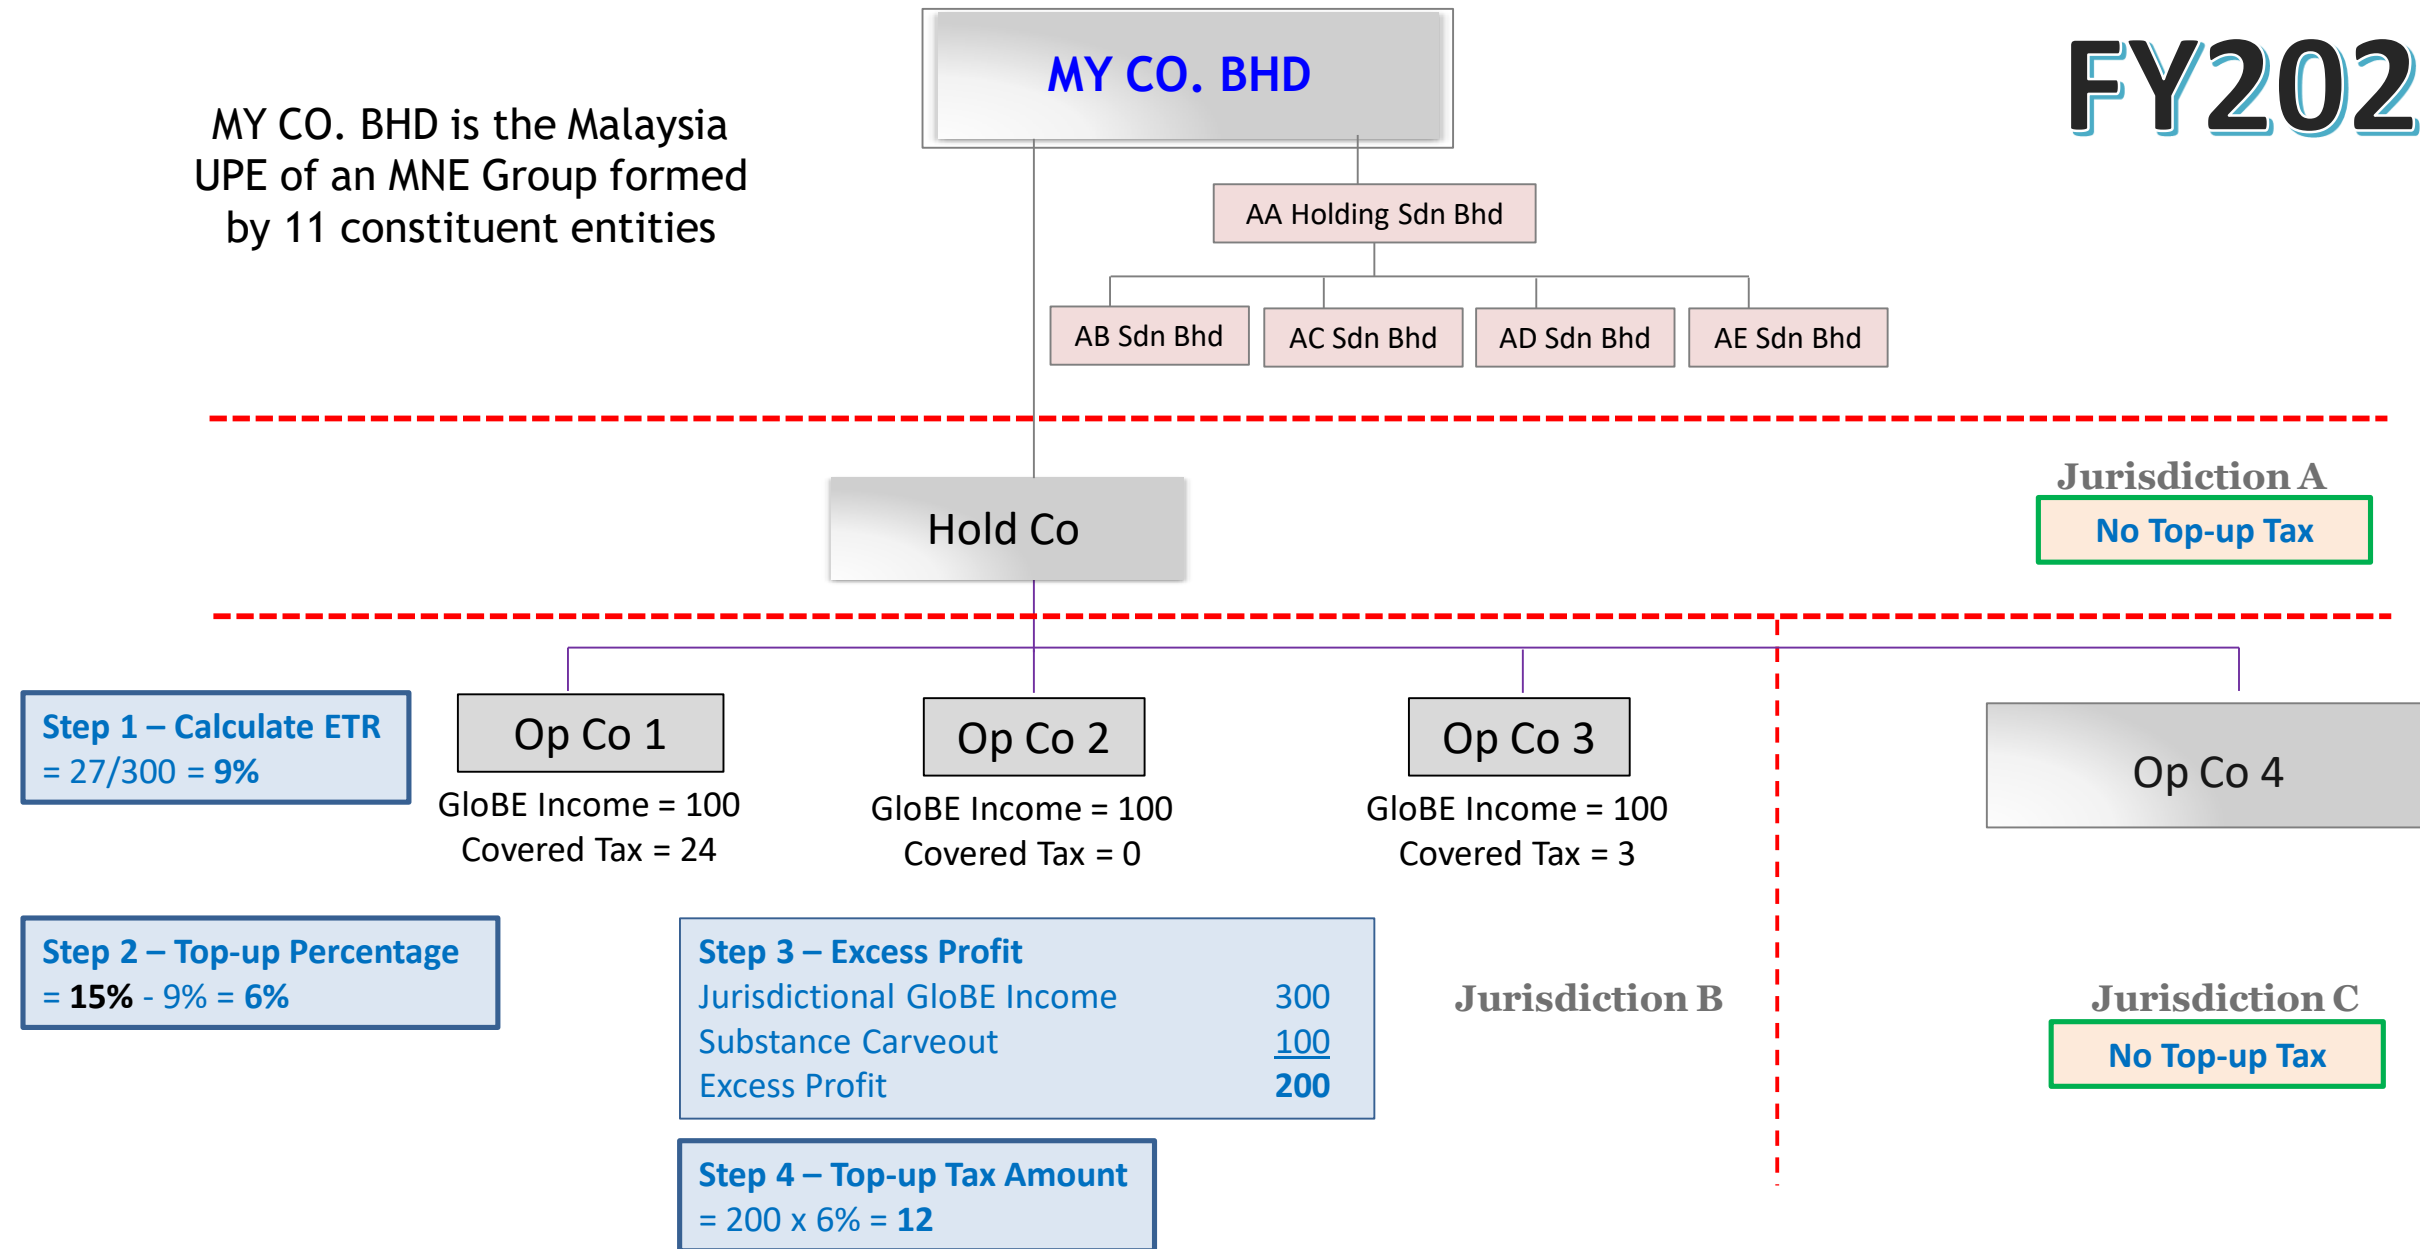 MY CO. BHD
FY202
MY CO. BHD is the Malaysia
UPE of an MNE Group formed
by 11 constituent entities
AA Holding Sdn Bhd
AB Sdn Bhd
AC Sdn Bhd
AD Sdn Bhd
AE Sdn Bhd
Jurisdiction A
No Top-up Tax
Hold Co
Step 1 – Calculate ETR
= 27/300 = 9%
Op Co 1
GloBE Income = 100
Covered Tax = 24
Op Co 2
GloBE Income = 100
Covered Tax = 0
Op Co 3
GloBE Income = 100
Covered Tax = 3
Op Co 4
Step 2 – Top-up Percentage
= 15% - 9% = 6%
Step 3 – Excess Profit
Jurisdictional GloBE Income 300
Substance Carveout 100
Excess Profit 200
Jurisdiction B
Jurisdiction C
No Top-up Tax
Step 4 – Top-up Tax Amount
= 200 x 6% = 12